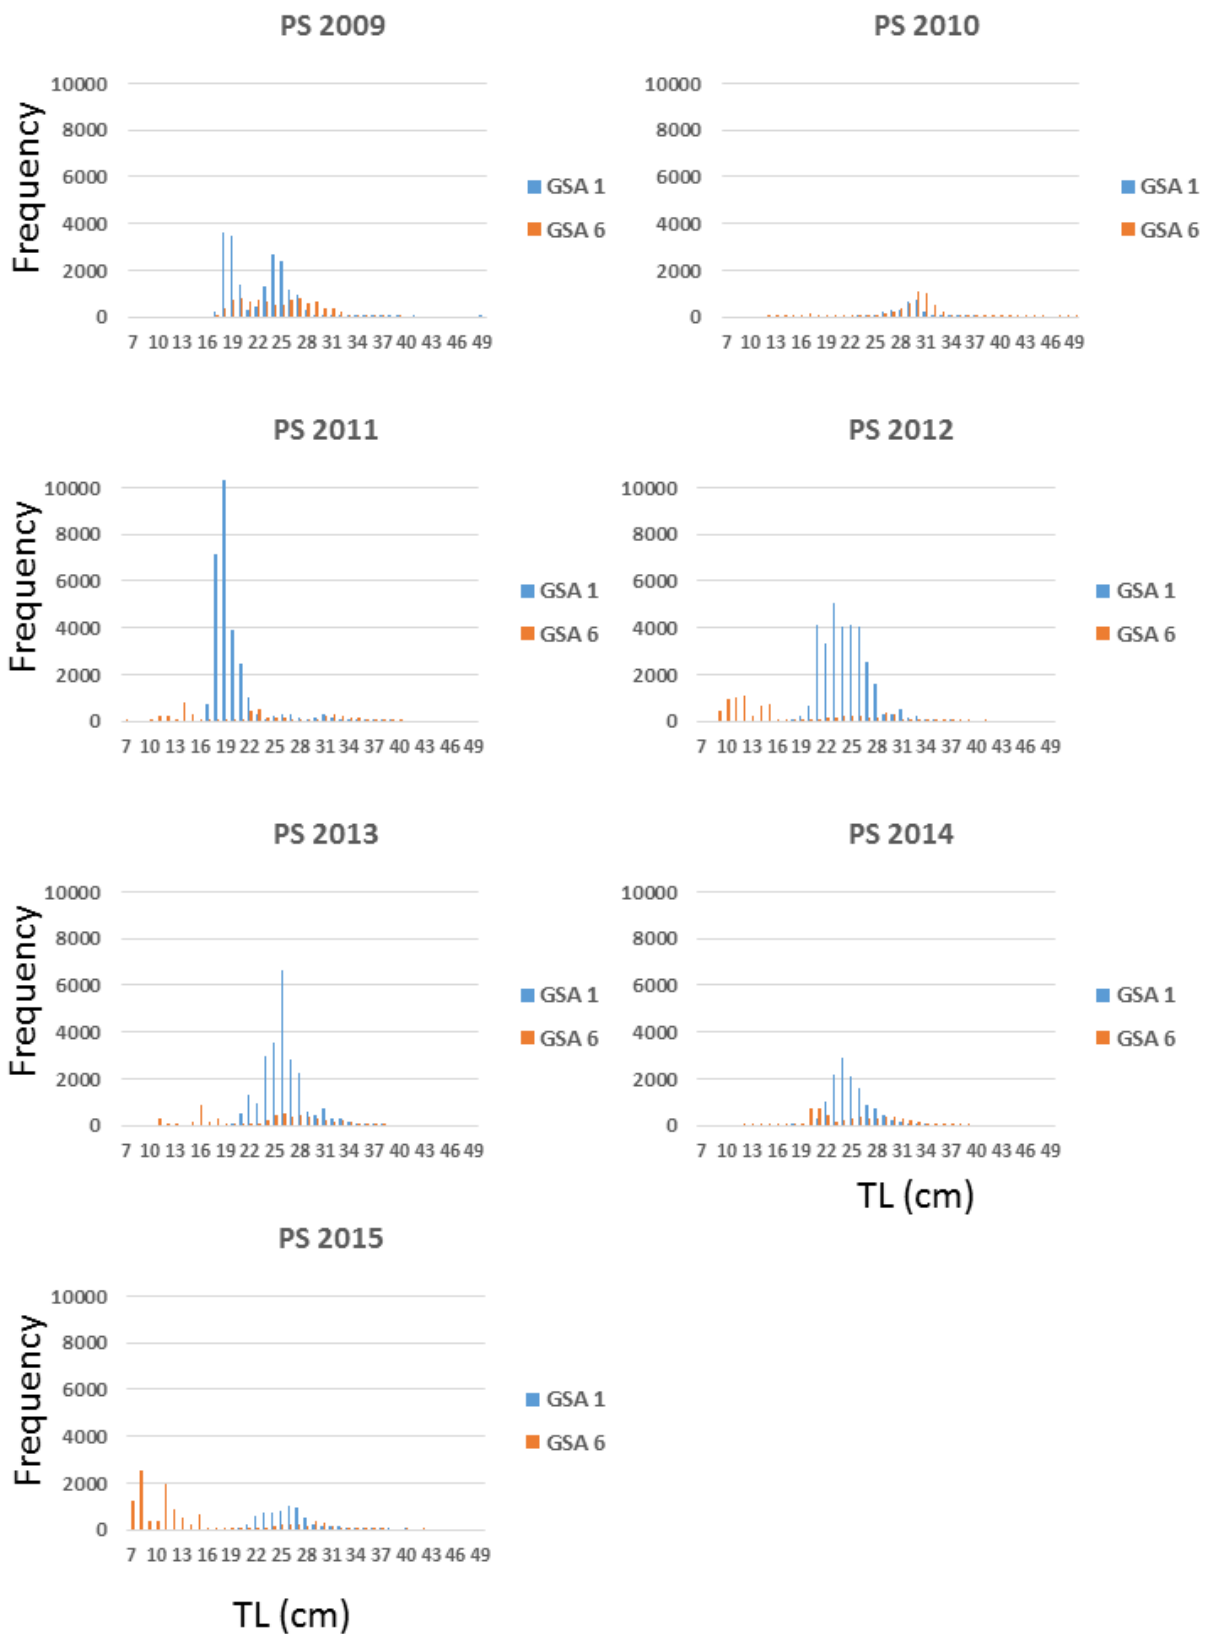 PS 2009
10000
8000
6000
4000
2000
0
Frequency
7 10 13 16 19 22 25 28 31 34 37 40 43 46 49
GSA 1
GSA 6
PS 2010
10000
8000
6000
4000
2000
0
7 10 13 16 19 22 25 28 31 34 37 40 43 46 49
GSA 1
GSA 6
PS 2011
10000
8000
6000
4000
2000
0
Frequency
7 10 13 16 19 22 25 28 31 34 37 40 43 46 49
GSA 1
GSA 6
PS 2012
10000
8000
6000
4000
2000
0
7 10 13 16 19 22 25 28 31 34 37 40 43 46 49
GSA 1
GSA 6
PS 2013
10000
8000
6000
4000
2000
0
Frequency
7 10 13 16 19 22 25 28 31 34 37 40 43 46 49
GSA 1
GSA 6
PS 2014
10000
8000
6000
4000
2000
0
7 10 13 16 19 22 25 28 31 34 37 40 43 46 49
GSA 1
GSA 6
TL (cm)
PS 2015
10000
8000
6000
4000
2000
0
Frequency
7 10 13 16 19 22 25 28 31 34 37 40 43 46 49
GSA 1
GSA 6
TL (cm)